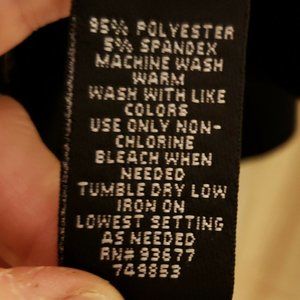 95% POLYESTER
5% SPANDEX
MACHINE WASH
WARM
WASH WITH LIKE
COLORS
USE ONLY NON-
CHLORINE
BLEACH WHEN
NEEDED
TUMBLE DRY LOW
IRON ON
LOWEST SETTING
AS NEEDED
RN# 93677
749853